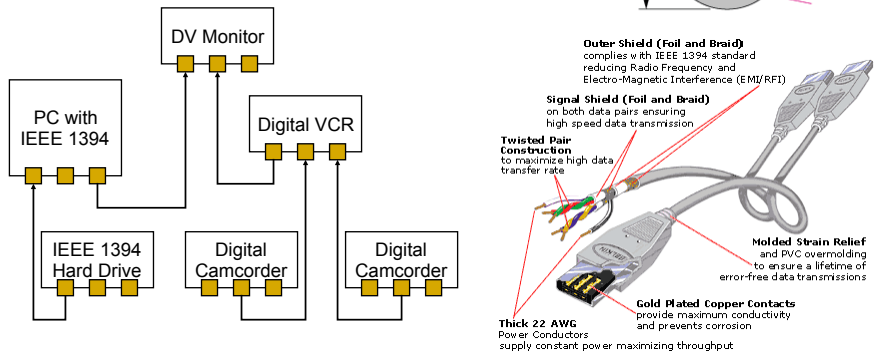 DV Monitor
PC with
IEEE 1394
Digital VCR
IEEE 1394
Hard Drive
Digital
Camcorder
Digital
Camcorder
Outer Shield (Foil and Braid)
complies with IEEE 1394 standard
reducing Radio Frequency and
Electro-Magnetic Interference (EMI/RFI)
Signal Shield (Foil and Braid)
on both data pairs ensuring
high speed data transmission
Twisted Pair
Construction
to maximize high data
transfer rate
Molded Strain Relief
and PVC overmolding
to ensure a lifetime of
error-free data transmissions
Gold Plated Copper Contacts
provide maximum conductivity
and prevents corrosion
Thick 22 AWG
Power Conductors
supply constant power maximizing throughput